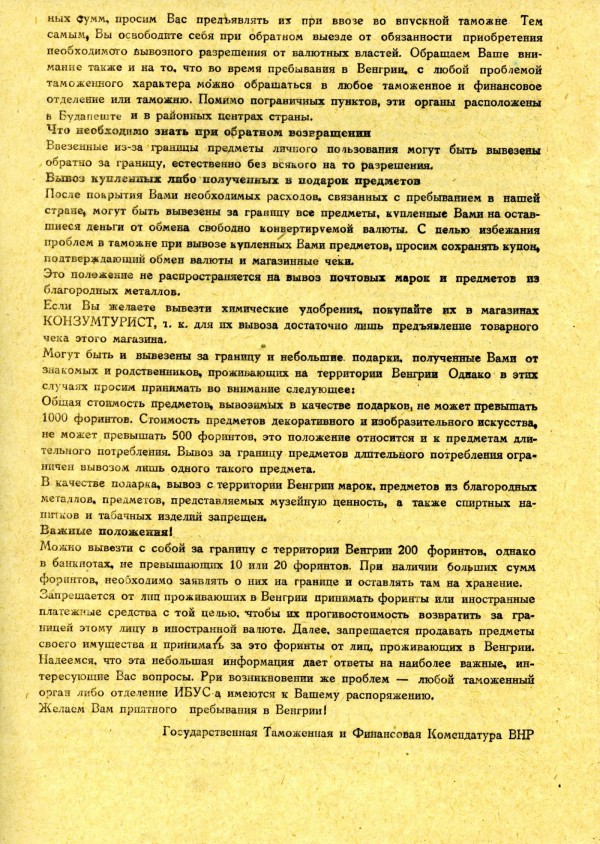 ных сумм, просим Вас предъявлять их при ввозе во впускной таможне Тем
самым, Вы освободите себя при обратном выезде от обязанности приобретения
необходимого вывозного разрешения от валютных властей. Обращаем Ваше вни-
мание также и на то, что во время пребывания в Венгрии, с любой проблемой
таможенного характера можно обращаться в любое таможенное и финансовое
отделение или таможню. Помимо пограничных пунктов, эти органы расположены
в Будапеште и в районных центрах страны.
Что необходимо знать при обратном возвращении
Ввезенные из-за границы предметы личного пользования могут быть вывезены
обратно за границу, естественно без всякого на то разрешения.
Вывоз купленных либо полученных в подарок предметов
После покрытия Вами необходимых расходов, связанных с пребыванием в нашей
стране, могут быть вывезены за границу все предметы, купленные Вами на остав-
шиеся деньги от обмена свободно конвертируемой валюты. С целью избежания
проблем в таможне при вывозе купленных Вами предметов, просим сохранять купон,
подтверждающий обмен валюты и магазинные чеки.
Это положение не распространяется на вывоз почтовых марок и предметов из
благородных металлов.
Если Вы желаете вывезти химические удобрения, покупайте их в магазинах
КОНЗУМТУРИСТ, т. к. для их вывоза достаточно лишь предъявление товарного
чека этого магазина.
Могут быть и вывезены за границу и небольшие подарки, полученные Вами от
знакомых и родственников, проживающих на территории Венгрии Однако в этих
случаях просим принимать во внимание следующее:
Общая стоимость предметов, вывозимых в качестве подарков, не может превышать
1000 форинтов. Стоимость предметов декоративного и изобразительного искусства,
не может превышать 500 форинтов, это положение относится и к предметам дли-
тельного потребления. Вывоз за границу предметов длительного потребления огра-
ничен вывозом лишь одного такого предмета.
В качестве подарка, вывоз с территории Венгрии марок, предметов из благородных
металлов, предметов, представляемых музейную ценность, а также спиртных на-
питков и табачных изделий запрещен.
Важные положения!
Можно вывезти с собой за границу с территории Венгрии 200 форинтов, однако
в банкнотах, не превышающих 10 или 20 форинтов. При наличии больших сумм
форинтов, необходимо заявлять о них на границе и оставлять там на хранение.
Запрещается от лиц проживающих в Венгрии принимать форинты или иностранные
платежные средства с той целью, чтобы их противостоимость возвратить за гра-
ницей этому лицу в иностранной валюте. Далее, запрещается продавать предметы
своего имущества и принимать за это форинты от лиц, проживающих в Венгрии.
Надеемся, что эта небольшая информация дает ответы на наиболее важные, ин-
тересующие Вас вопросы. Рри возникновении же проблем — любой таможенный
орган либо отделение ИБУС-а имеются к Вашему распоряжению.
Желаем Вам приятного пребывания в Венгрии!
Государственная Таможенная и Финансовая Комендатура ВНР